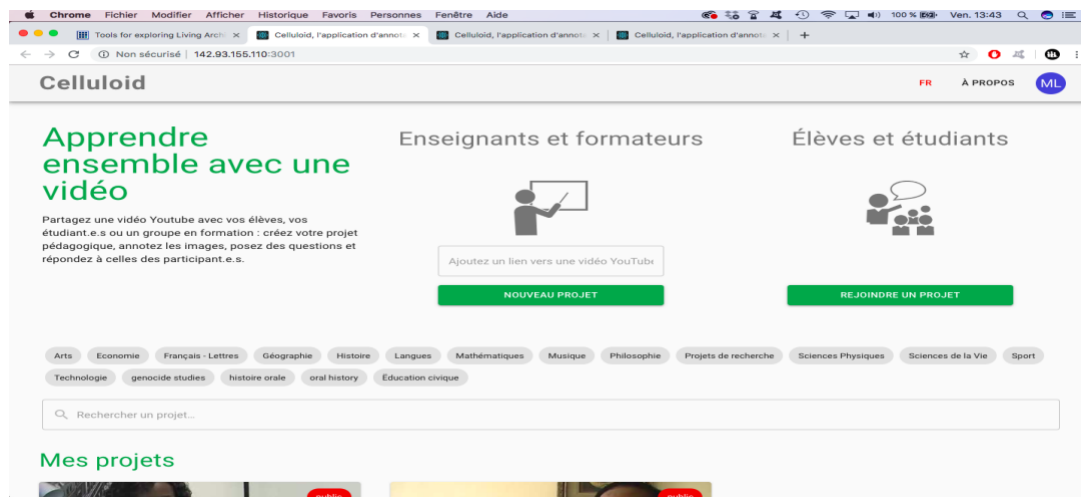 Chrome Fichier Modifier Afficher Historique Favoris Personnes Fenêtre Aide 100 % Ven. 13:43
Tools for exploring Living Archi × Celluloid, l'application d'annota × Celluloid, l'application d'annota × Celluloid, l'application d'annota × +
Non sécurisé | 142.93.155.110:3001
Celluloid FR À PROPOS ML
Apprendre
ensemble avec une
vidéo
Partagez une vidéo Youtube avec vos élèves, vos
étudiant.e.s ou un groupe en formation : créez votre projet
pédagogique, annotez les images, posez des questions et
répondez à celles des participant.e.s.
Enseignants et formateurs
Ajoutez un lien vers une vidéo YouTube
NOUVEAU PROJET
Élèves et étudiants
REJOINDRE UN PROJET
Arts Economie Français - Lettres Géographie Histoire Langues Mathématiques Musique Philosophie Projets de recherche Sciences Physiques Sciences de la Vie Sport
Technologie genocide studies histoire orale oral history Éducation civique
Rechercher un projet...
Mes projets
public public